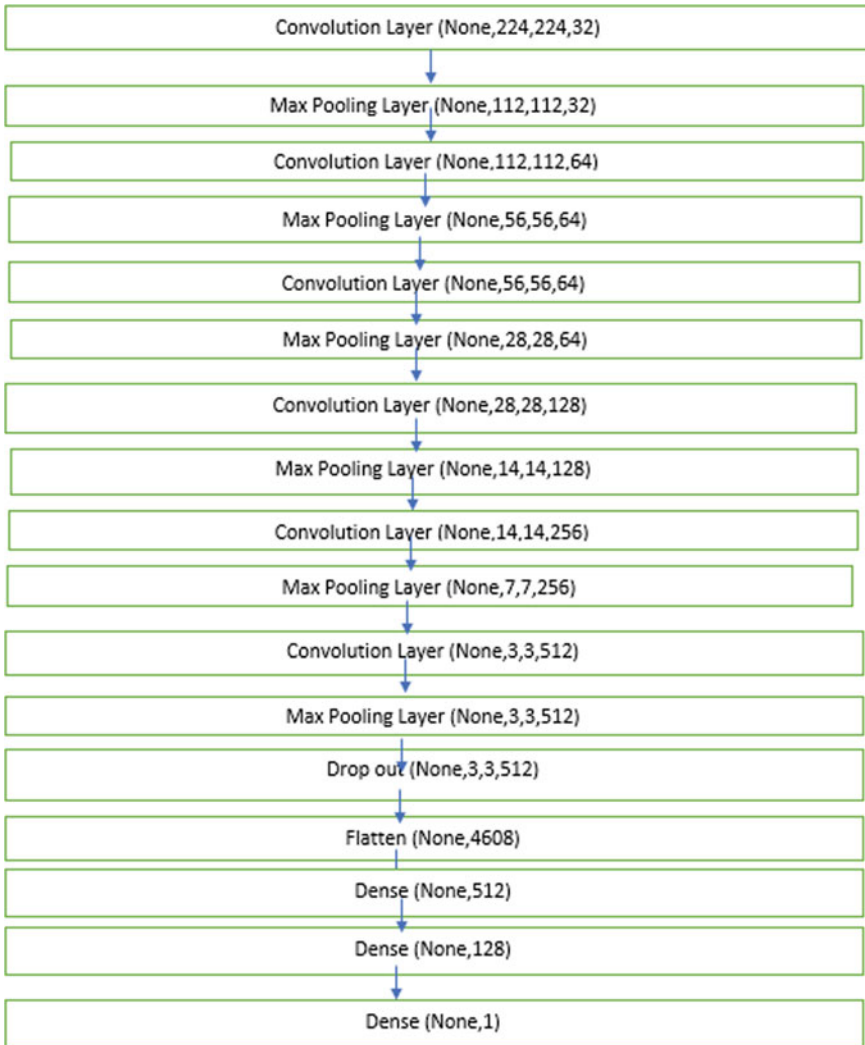 Convolution Layer (None,224,224,32)
Max Pooling Layer (None,112,112,32)
Convolution Layer (None,112,112,64)
Max Pooling Layer (None,56,56,64)
Convolution Layer (None,56,56,64)
Max Pooling Layer (None,28,28,64)
Convolution Layer (None,28,28,128)
Max Pooling Layer (None,14,14,128)
Convolution Layer (None,14,14,256)
Max Pooling Layer (None,7,7,256)
Convolution Layer (None,3,3,512)
Max Pooling Layer (None,3,3,512)
Drop out (None,3,3,512)
Flatten (None,4608)
Dense (None,512)
Dense (None,128)
Dense (None,1)